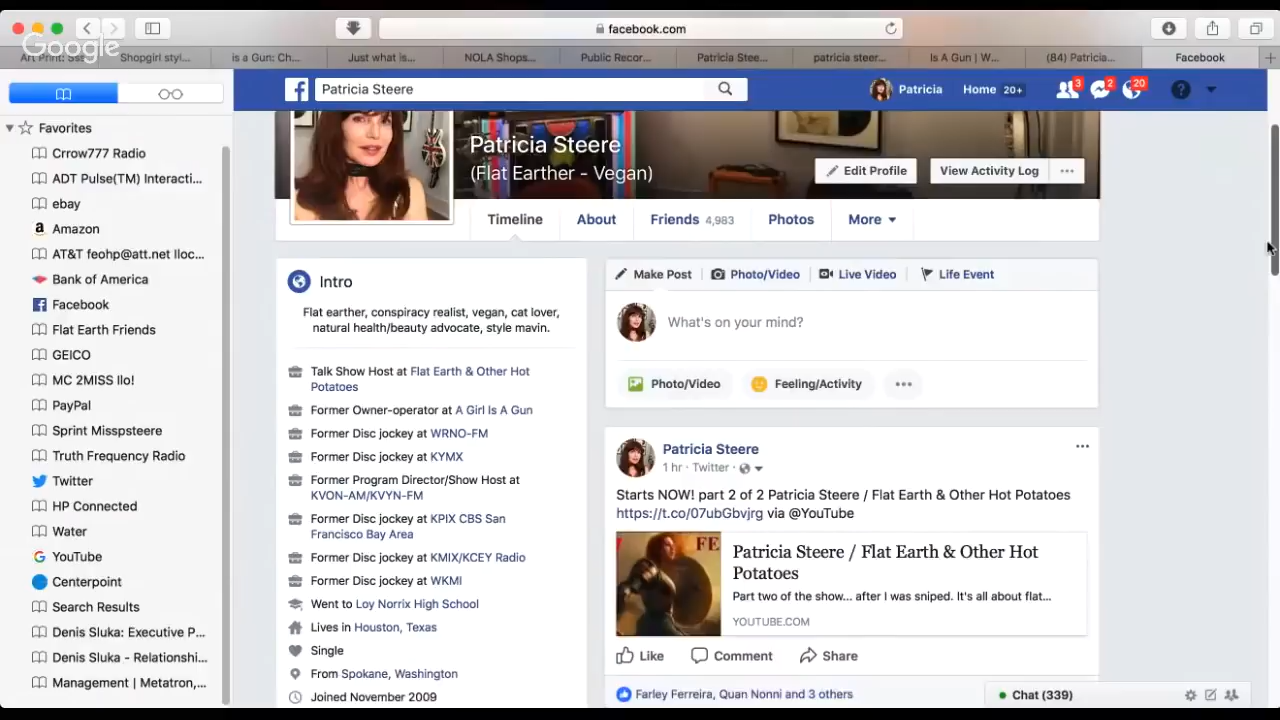 facebook.com
Google
Art Print: Sst
Shopgirl styl...
is a Gun: Ch...
Just what is...
NOLA Shops...
Public Recor...
Patricia Stee...
patricia steer...
Is A Gun | W...
(84) Patricia...
Facebook
Patricia Steere
Patricia
Home 20+
3
2
20
Favorites
Crrow777 Radio
ADT Pulse(TM) Interacti...
ebay
Amazon
AT&T feohp@att.net lloc...
Bank of America
Facebook
Flat Earth Friends
GEICO
MC 2MISS llo!
PayPal
Sprint Misspsteere
Truth Frequency Radio
Twitter
HP Connected
Water
YouTube
Centerpoint
Search Results
Denis Sluka: Executive P...
Denis Sluka - Relationshi...
Management | Metatron,...
Patricia Steere
(Flat Earther - Vegan)
Edit Profile
View Activity Log
Timeline
About
Friends 4,983
Photos
More
Intro
Flat earther, conspiracy realist, vegan, cat lover,
natural health/beauty advocate, style mavin.
Talk Show Host at Flat Earth & Other Hot
Potatoes
Former Owner-operator at A Girl Is A Gun
Former Disc jockey at WRNO-FM
Former Disc jockey at KYMX
Former Program Director/Show Host at
KVON-AM/KVYN-FM
Former Disc jockey at KPIX CBS San
Francisco Bay Area
Former Disc jockey at KMIX/KCEY Radio
Former Disc jockey at WKMI
Went to Loy Norrix High School
Lives in Houston, Texas
Single
From Spokane, Washington
Joined November 2009
Make Post
Photo/Video
Live Video
Life Event
What's on your mind?
Photo/Video
Feeling/Activity
Patricia Steere
1 hr · Twitter ·
Starts NOW! part 2 of 2 Patricia Steere / Flat Earth & Other Hot Potatoes
https://t.co/07ubGbvjrg via @YouTube
FE
Patricia Steere / Flat Earth & Other Hot
Potatoes
Part two of the show... after I was sniped. It's all about flat...
YOUTUBE.COM
Like
Comment
Share
Farley Ferreira, Quan Nonni and 3 others
Chat (339)